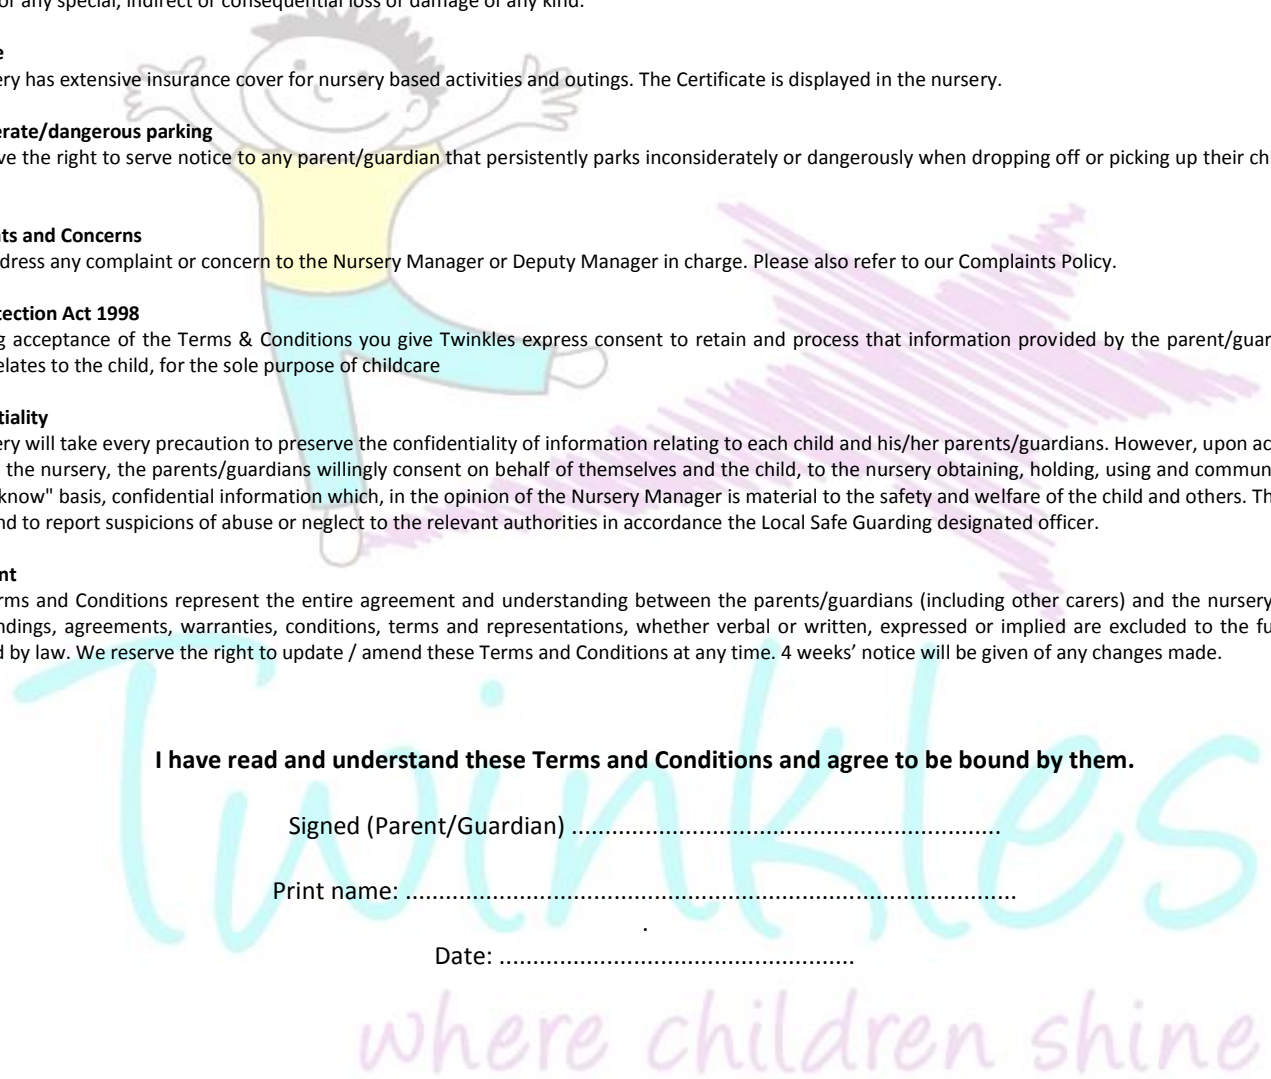 or any special, indirect or consequential loss or damage of any kind.
e
ery has extensive insurance cover for nursery based activities and outings. The Certificate is displayed in the nursery.
erate/dangerous parking
ve the right to serve notice to any parent/guardian that persistently parks inconsiderately or dangerously when dropping off or picking up their ch
ts and Concerns
dress any complaint or concern to the Nursery Manager or Deputy Manager in charge. Please also refer to our Complaints Policy.
tection Act 1998
g acceptance of the Terms & Conditions you give Twinkles express consent to retain and process that information provided by the parent/guar
elates to the child, for the sole purpose of childcare
tiality
ery will take every precaution to preserve the confidentiality of information relating to each child and his/her parents/guardians. However, upon ac
the nursery, the parents/guardians willingly consent on behalf of themselves and the child, to the nursery obtaining, holding, using and commun
know" basis, confidential information which, in the opinion of the Nursery Manager is material to the safety and welfare of the child and others. Th
nd to report suspicions of abuse or neglect to the relevant authorities in accordance the Local Safe Guarding designated officer.
nt
rms and Conditions represent the entire agreement and understanding between the parents/guardians (including other carers) and the nursery
ndings, agreements, warranties, conditions, terms and representations, whether verbal or written, expressed or implied are excluded to the fu
d by law. We reserve the right to update / amend these Terms and Conditions at any time. 4 weeks’ notice will be given of any changes made.
I have read and understand these Terms and Conditions and agree to be bound by them.
Signed (Parent/Guardian) ................................................................
Print name: ...........................................................................................
.
Date: .....................................................
Twinkles
where children shine